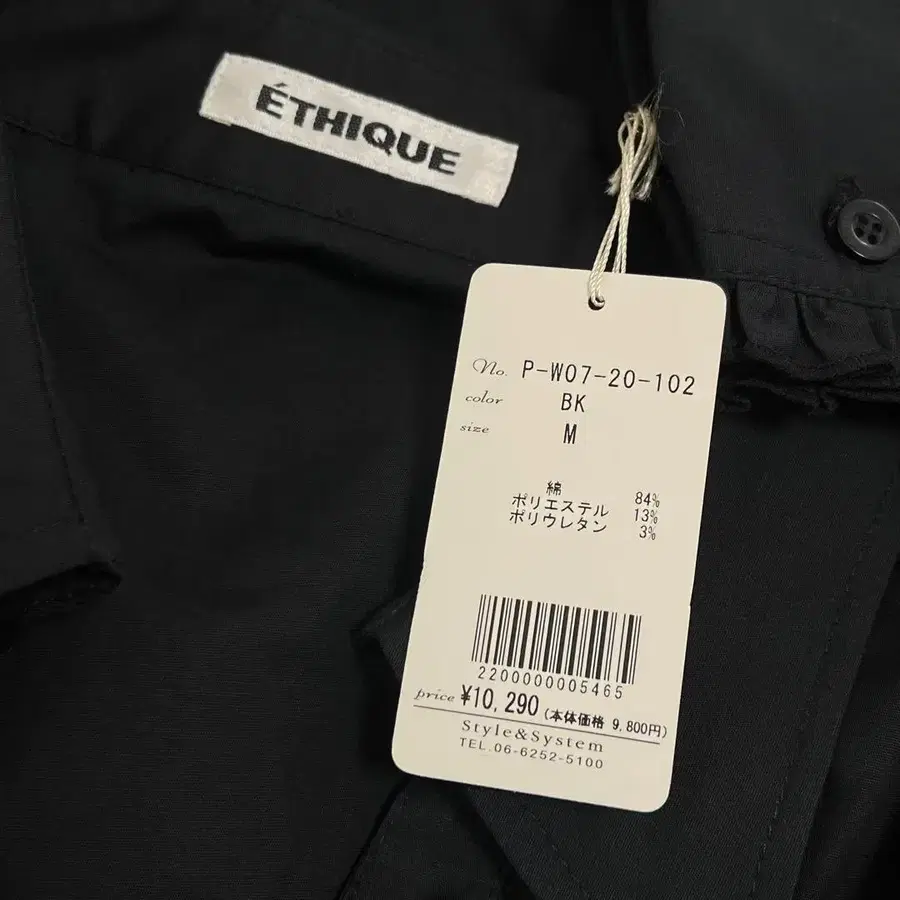 ÉTHIQUE
No. P-W07-20-102
color BK
size M
綿 84%
ポリエステル 13%
ポリウレタン 3%
2200000005465
price ¥10,290 (本体価格 9,800円)
Style&System
TEL.06-6252-5100